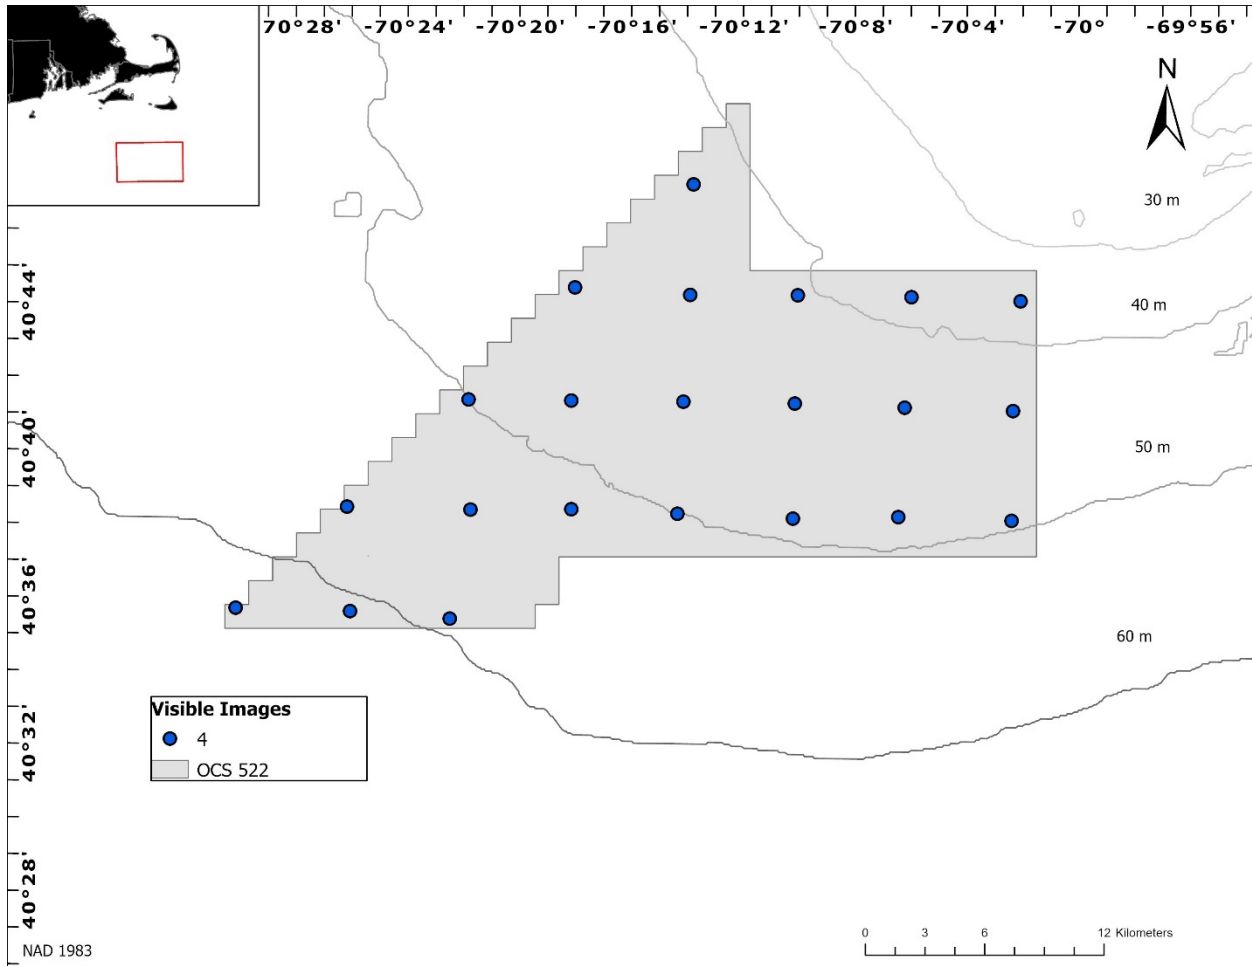 70°28' -70°24' -70°20' -70°16' -70°12' -70°8' -70°4' -70° -69°56'
N
30 m
40°44'
40 m
40°40'
50 m
40°36'
60 m
Visible Images
4
OCS 522
40°32'
40°28'
0 3 6 12 Kilometers
NAD 1983